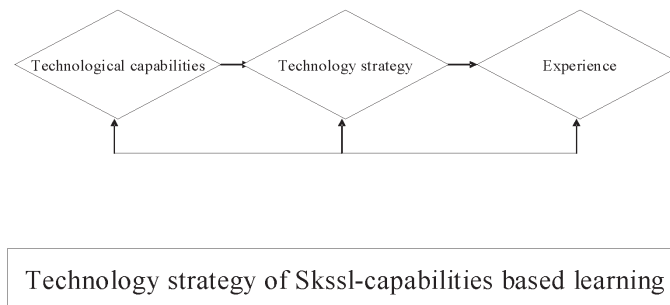 Technological capabilities
Technology strategy
Experience
Technology strategy of Skssl-capabilities based learning